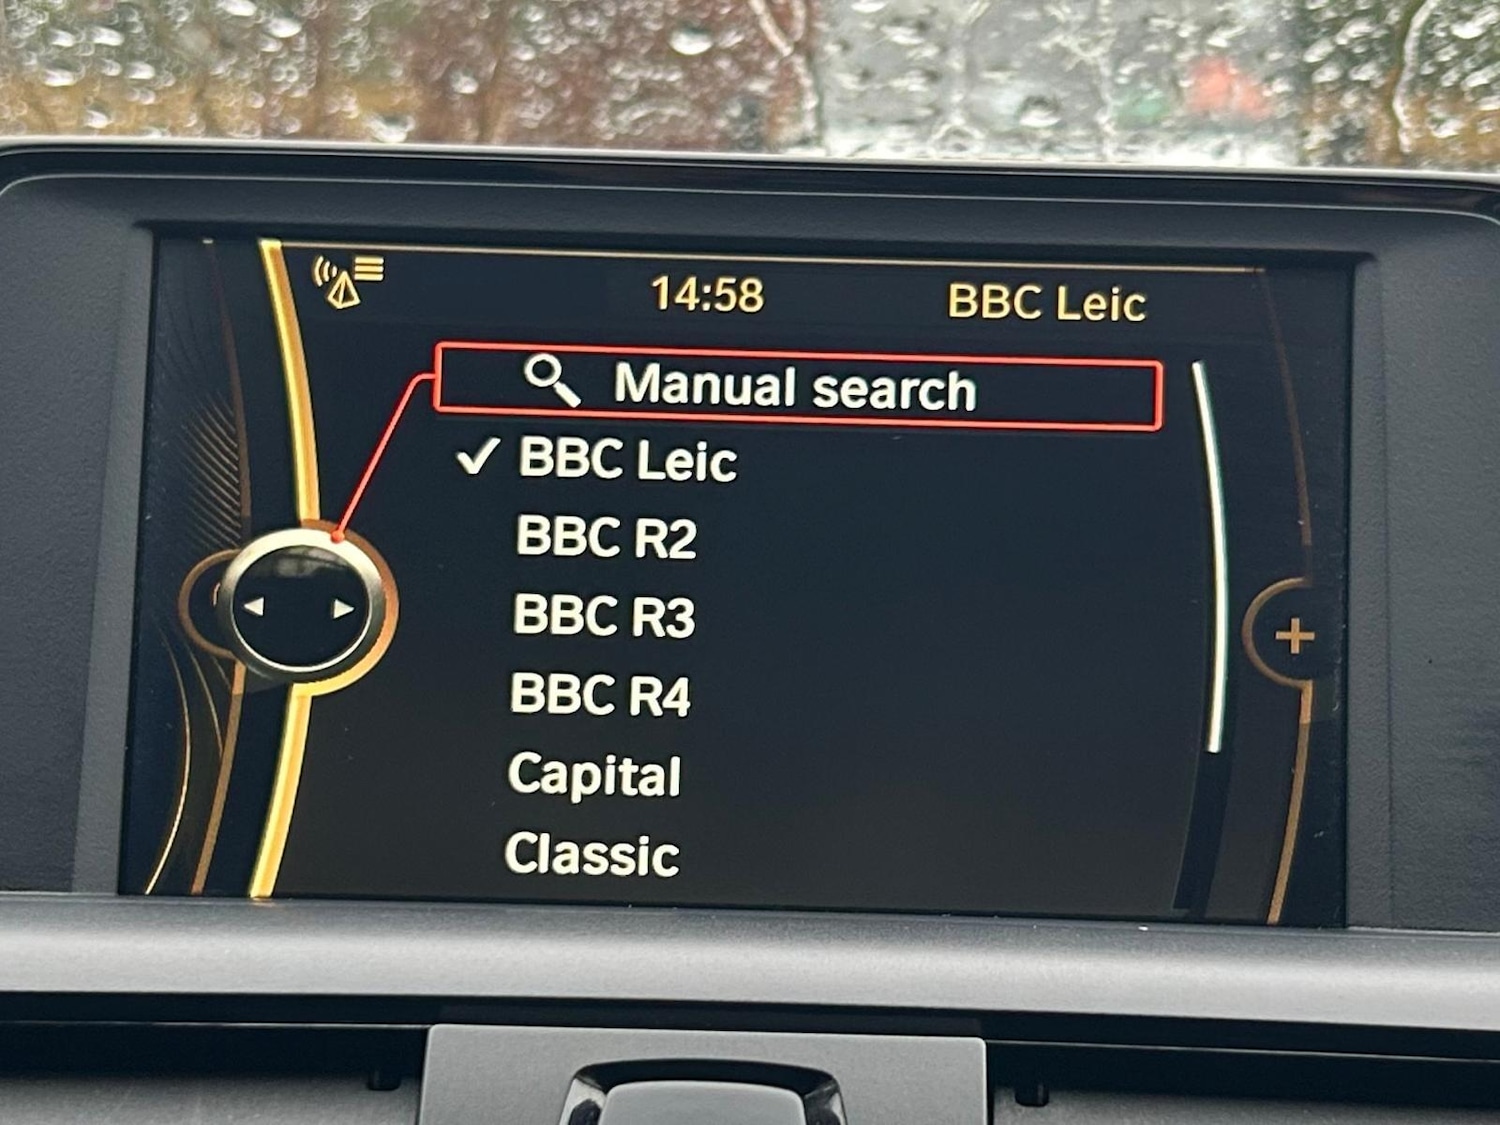 14:58 BBC Leic
Manual search
BBC Leic
BBC R2
BBC R3
BBC R4
Capital
Classic